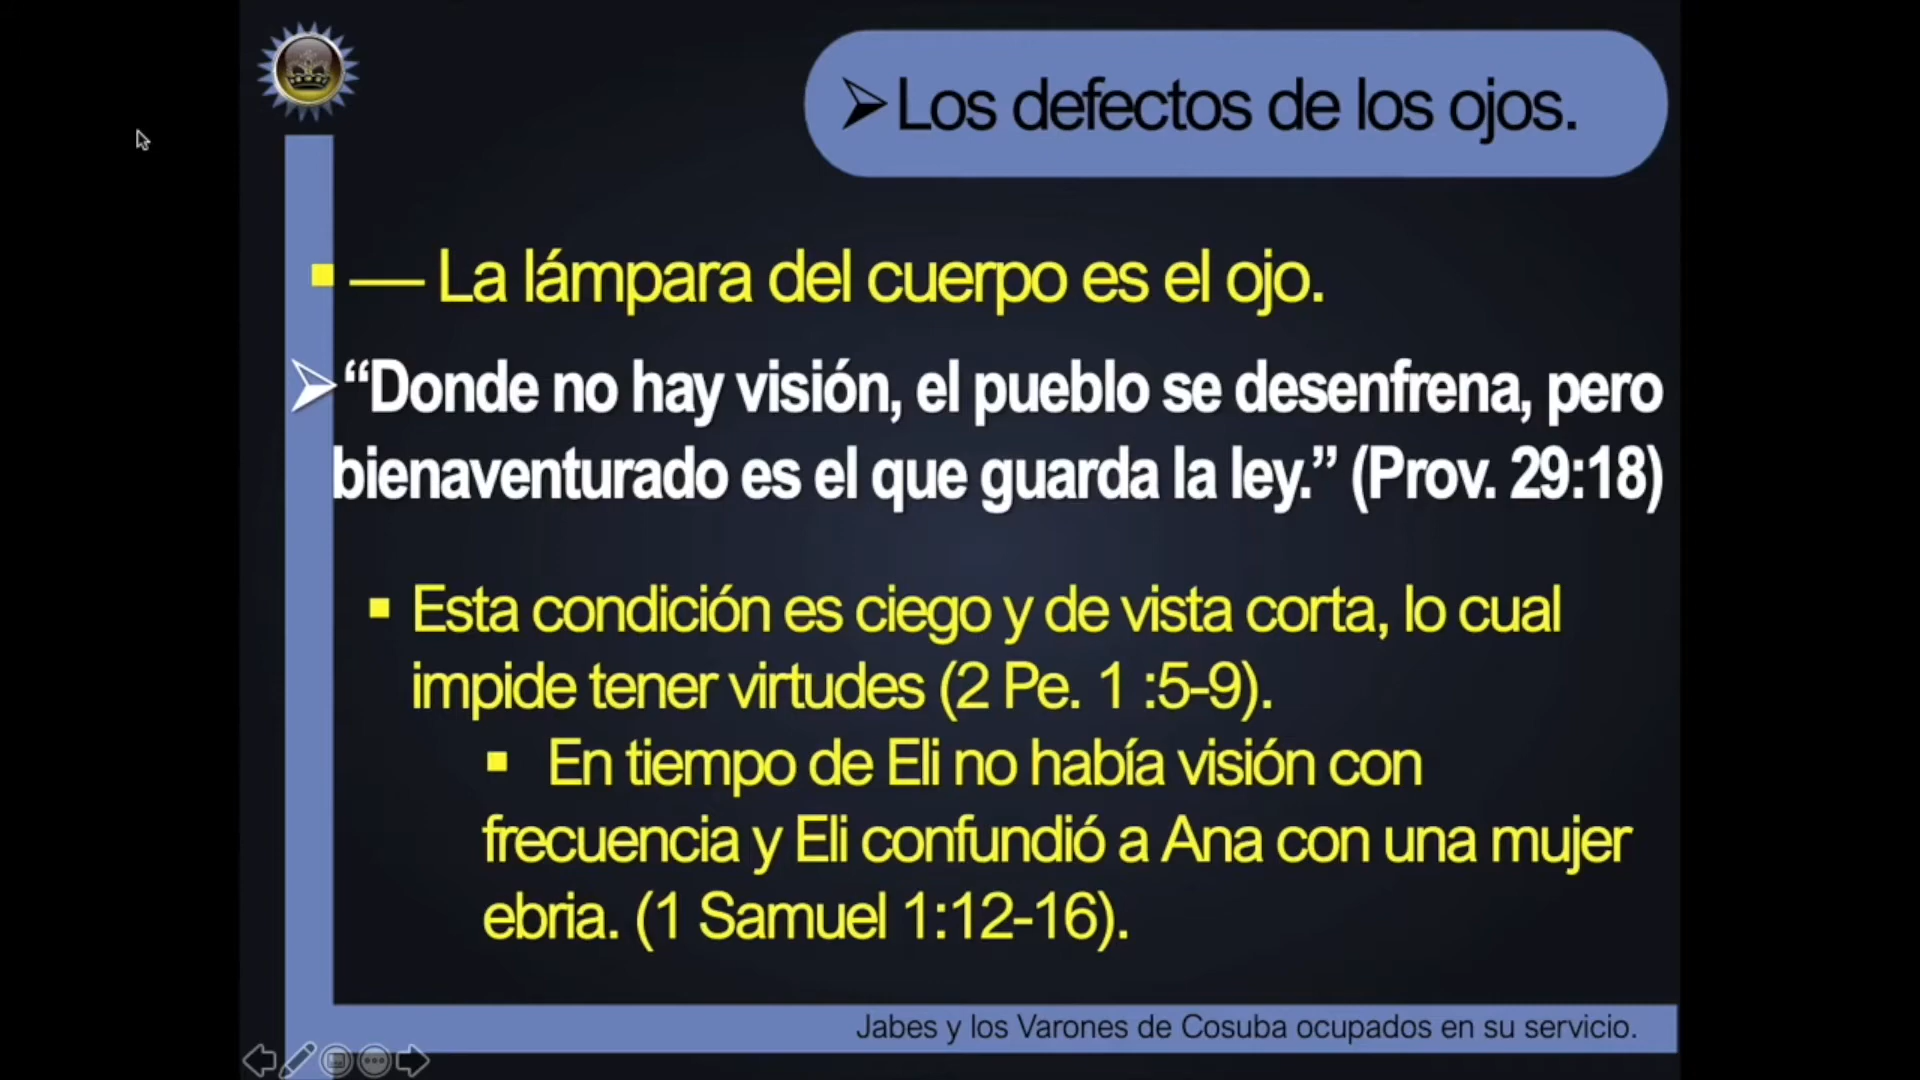 ➢Los defectos de los ojos.
▪ — La lámpara del cuerpo es el ojo.
➢“Donde no hay visión, el pueblo se desenfrena, pero
bienaventurado es el que guarda la ley.” (Prov. 29:18)
▪ Esta condición es ciego y de vista corta, lo cual
impide tener virtudes (2 Pe. 1 :5-9).
▪ En tiempo de Eli no había visión con
frecuencia y Eli confundió a Ana con una mujer
ebria. (1 Samuel 1:12-16).
Jabes y los Varones de Cosuba ocupados en su servicio.